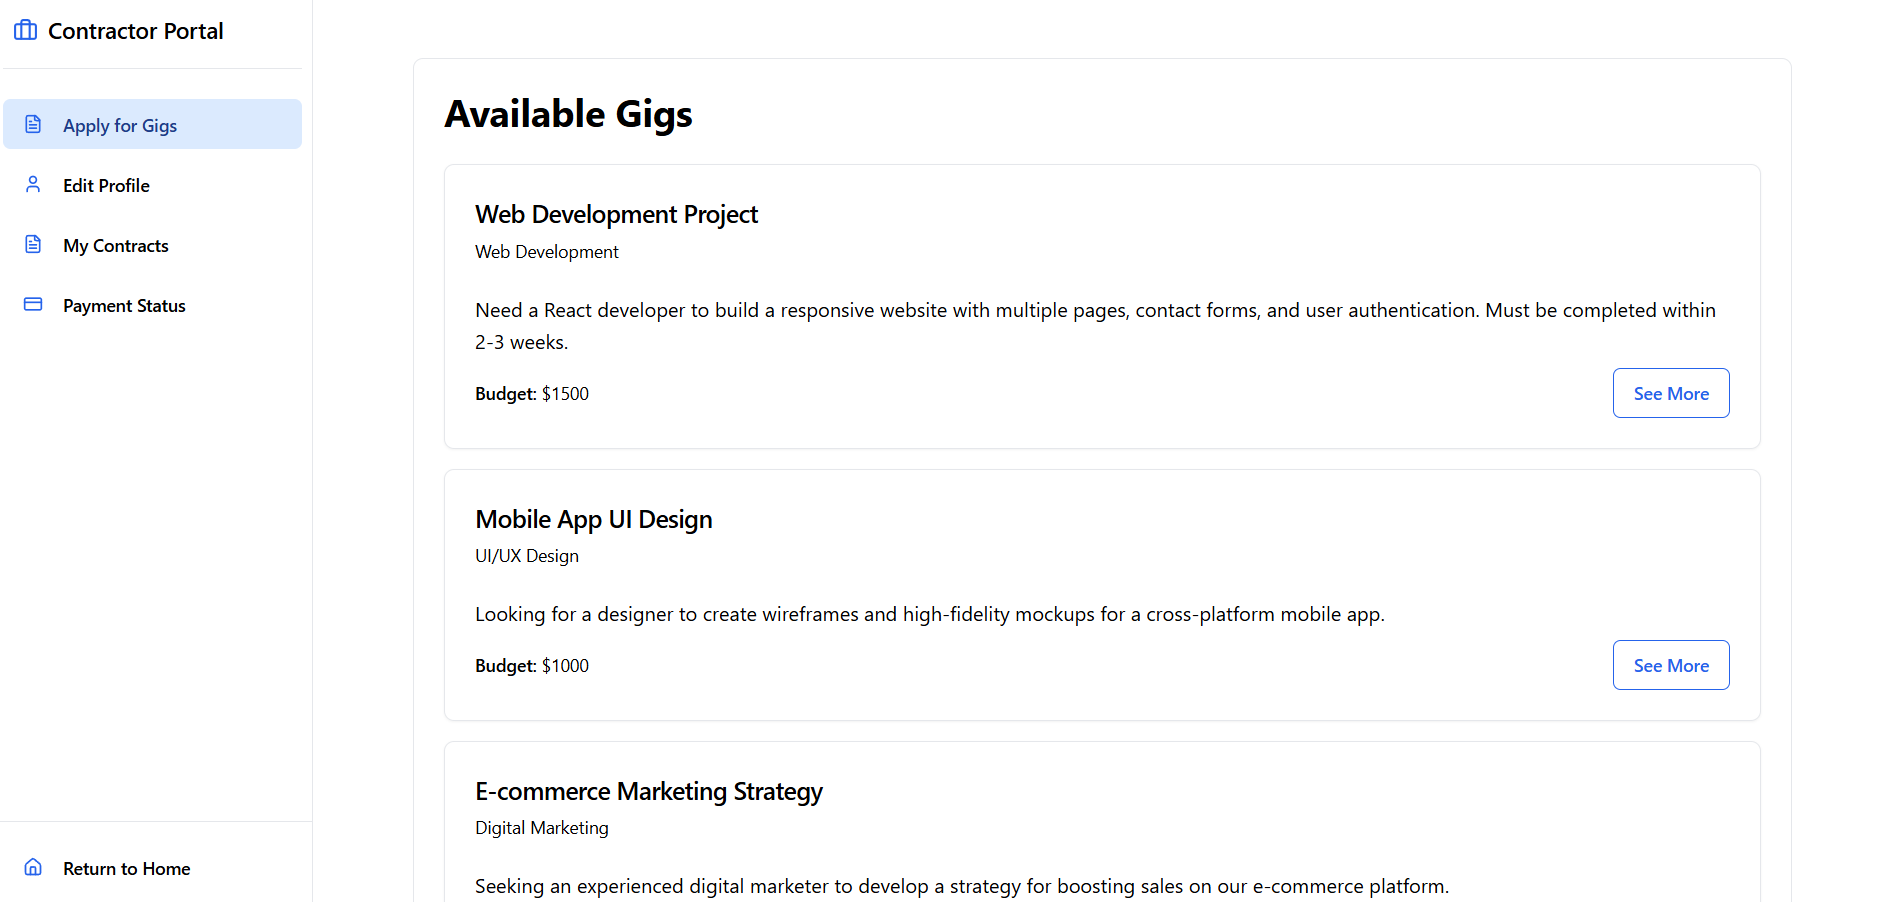 Contractor Portal
Apply for Gigs
Edit Profile
My Contracts
Payment Status
Return to Home
Available Gigs
Web Development Project
Web Development
Need a React developer to build a responsive website with multiple pages, contact forms, and user authentication. Must be completed within
2-3 weeks.
Budget: $1500
See More
Mobile App UI Design
UI/UX Design
Looking for a designer to create wireframes and high-fidelity mockups for a cross-platform mobile app.
Budget: $1000
See More
E-commerce Marketing Strategy
Digital Marketing
Seeking an experienced digital marketer to develop a strategy for boosting sales on our e-commerce platform.